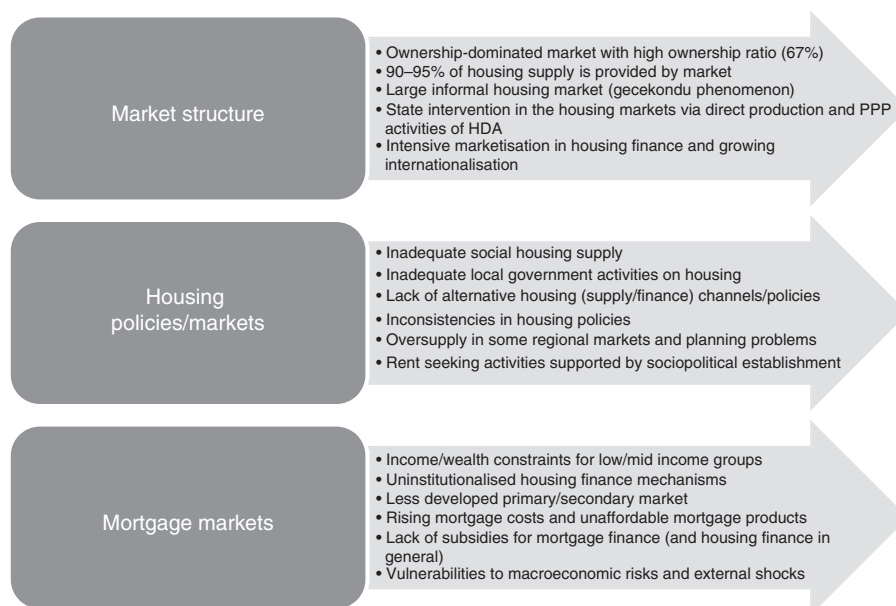 Market structure
• Ownership-dominated market with high ownership ratio (67%)
• 90–95% of housing supply is provided by market
• Large informal housing market (gecekondu phenomenon)
• State intervention in the housing markets via direct production and PPP
activities of HDA
• Intensive marketisation in housing finance and growing
internationalisation
Housing
policies/markets
• Inadequate social housing supply
• Inadequate local government activities on housing
• Lack of alternative housing (supply/finance) channels/policies
• Inconsistencies in housing policies
• Oversupply in some regional markets and planning problems
• Rent seeking activities supported by sociopolitical establishment
Mortgage markets
• Income/wealth constraints for low/mid income groups
• Uninstitutionalised housing finance mechanisms
• Less developed primary/secondary market
• Rising mortgage costs and unaffordable mortgage products
• Lack of subsidies for mortgage finance (and housing finance in
general)
• Vulnerabilities to macroeconomic risks and external shocks